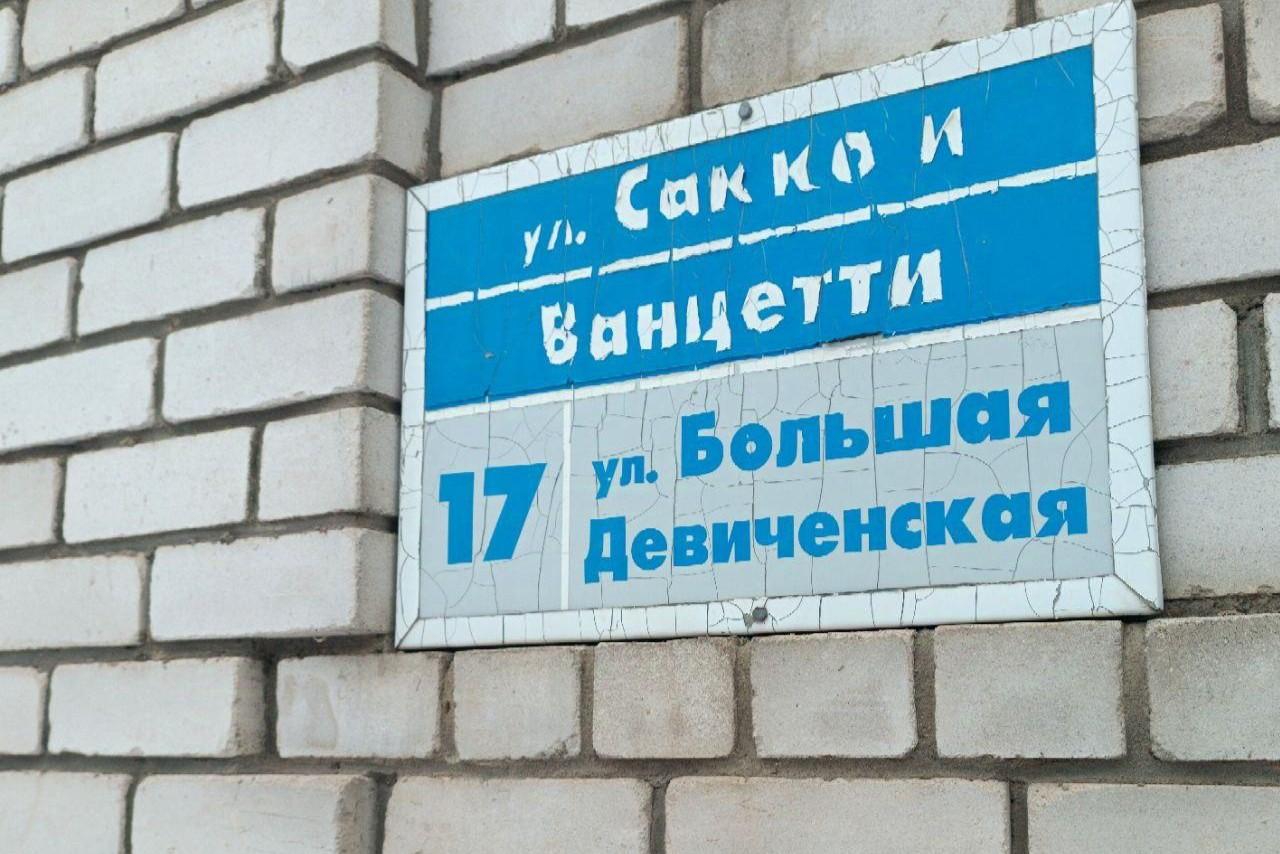 ул. Сакко и
Ванцетти
17
ул. Большая
Девиченская